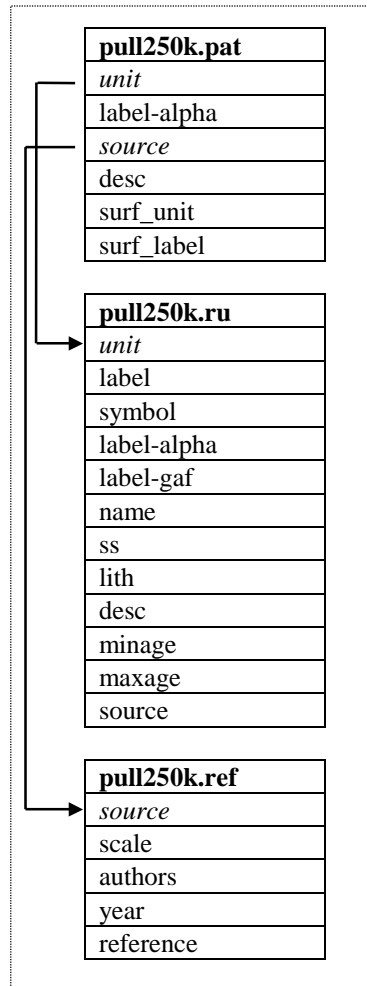 pull250k.pat
unit
label-alpha
source
desc
surf_unit
surf_label
pull250k.ru
unit
label
symbol
label-alpha
label-gaf
name
ss
lith
desc
minage
maxage
source
pull250k.ref
source
scale
authors
year
reference